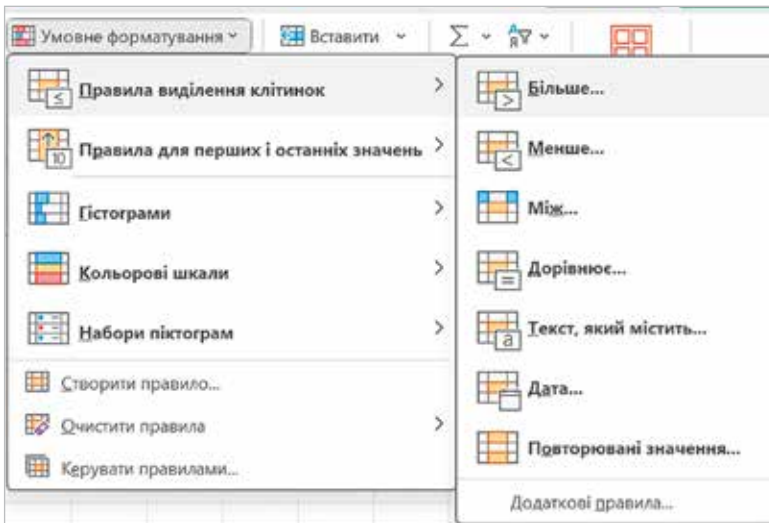 Умовне форматування
Вставити
Правила виділення клітинок
Правила для перших і останніх значень
Гістограми
Кольорові шкали
Набори піктограм
Створити правило...
Очистити правила
Керувати правилами...
Більше...
Менше...
Між...
Дорівнює...
Текст, який містить...
Дата...
Повторювані значення...
Додаткові правила...